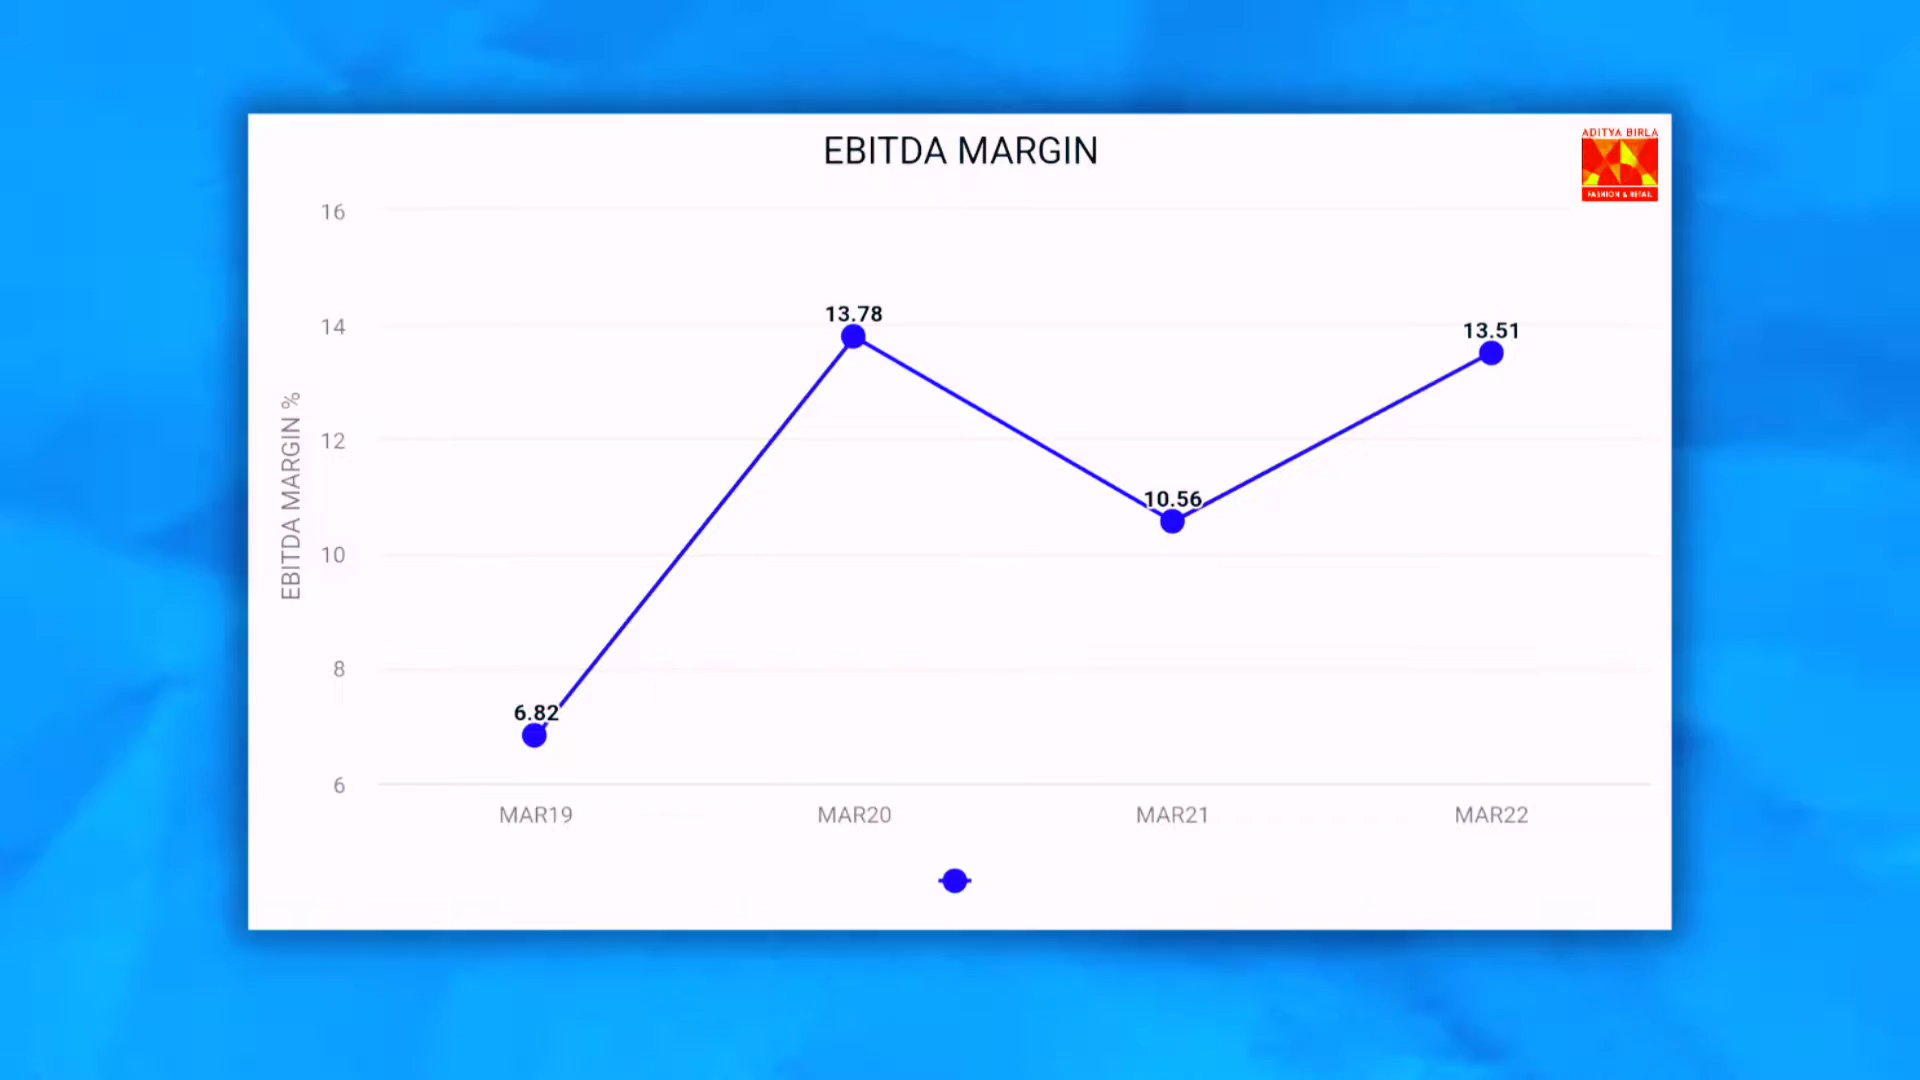 EBITDA MARGIN
ADITYA BIRLA
FASHION & RETAIL
16
14
12
10
8
6
EBITDA MARGIN %
6.82
13.78
10.56
13.51
MAR19
MAR20
MAR21
MAR22